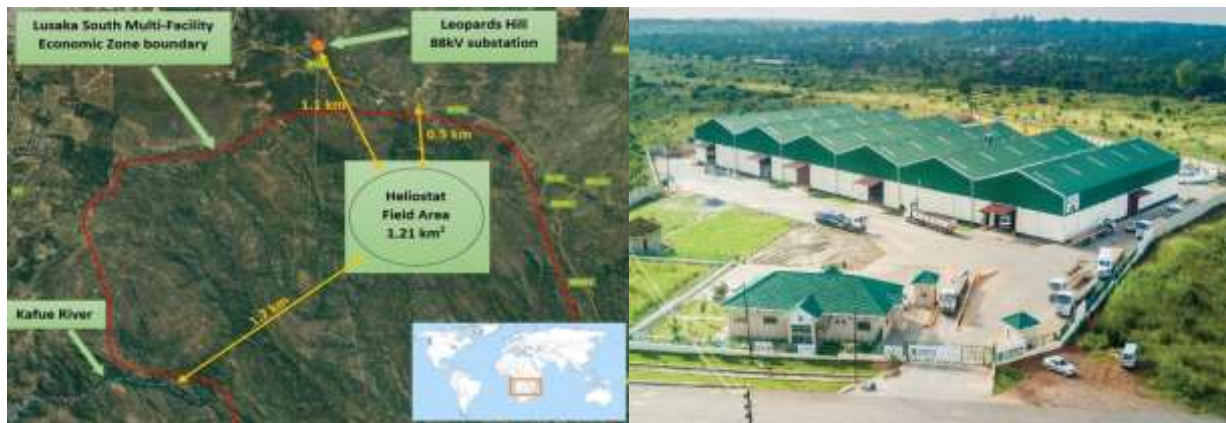 Lusaka South Multi-Facility
Economic Zone boundary
Leopards Hill
88kV substation
1.1 km
0.5 km
Heliostat
Field Area
1.21 km²
Kafue River